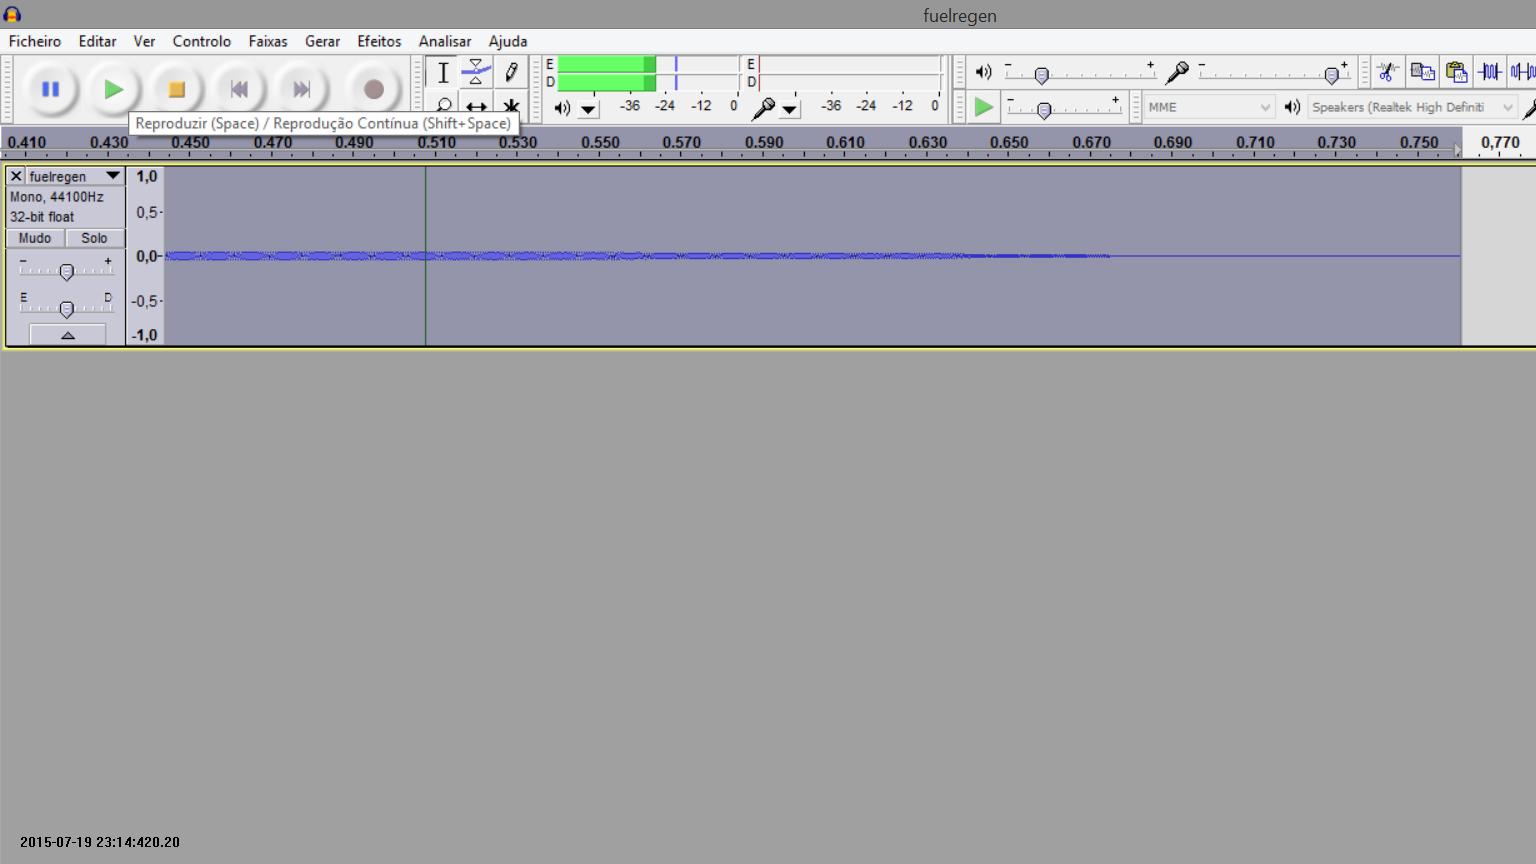 fuelregen
Ficheiro Editar Ver Controlo Faixas Gerar Efeitos Analisar Ajuda
E E
D D
-36 -24 -12 0 -36 -24 -12 0
MME Speakers (Realtek High Definiti
Reproduzir (Space) / Reprodução Contínua (Shift+Space)
0.410 0.430 0.450 0.470 0.490 0.510 0.530 0.550 0.570 0.590 0.610 0.630 0.650 0.670 0.690 0.710 0.730 0.750 0,770
fuelregen 1,0
Mono, 44100Hz
32-bit float 0,5-
Mudo Solo
- + 0,0-
E D -0,5-
-1,0
2015-07-19 23:14:420.20